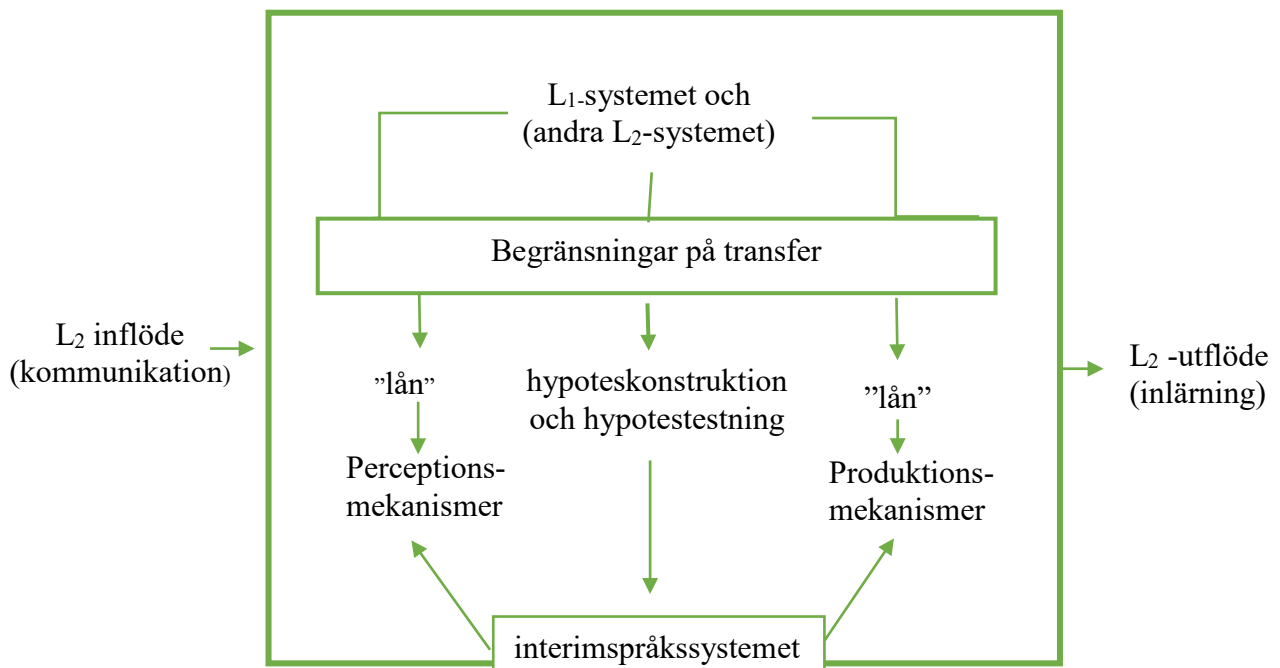 L₁-systemet och
(andra L₂-systemet)
Begränsningar på transfer
L₂ inflöde
(kommunikation)
”lån”
hypoteskonstruktion
och hypotestestning
”lån”
L₂ -utflöde
(inlärning)
Perceptions-
mekanismer
Produktions-
mekanismer
interimspråkssystemet